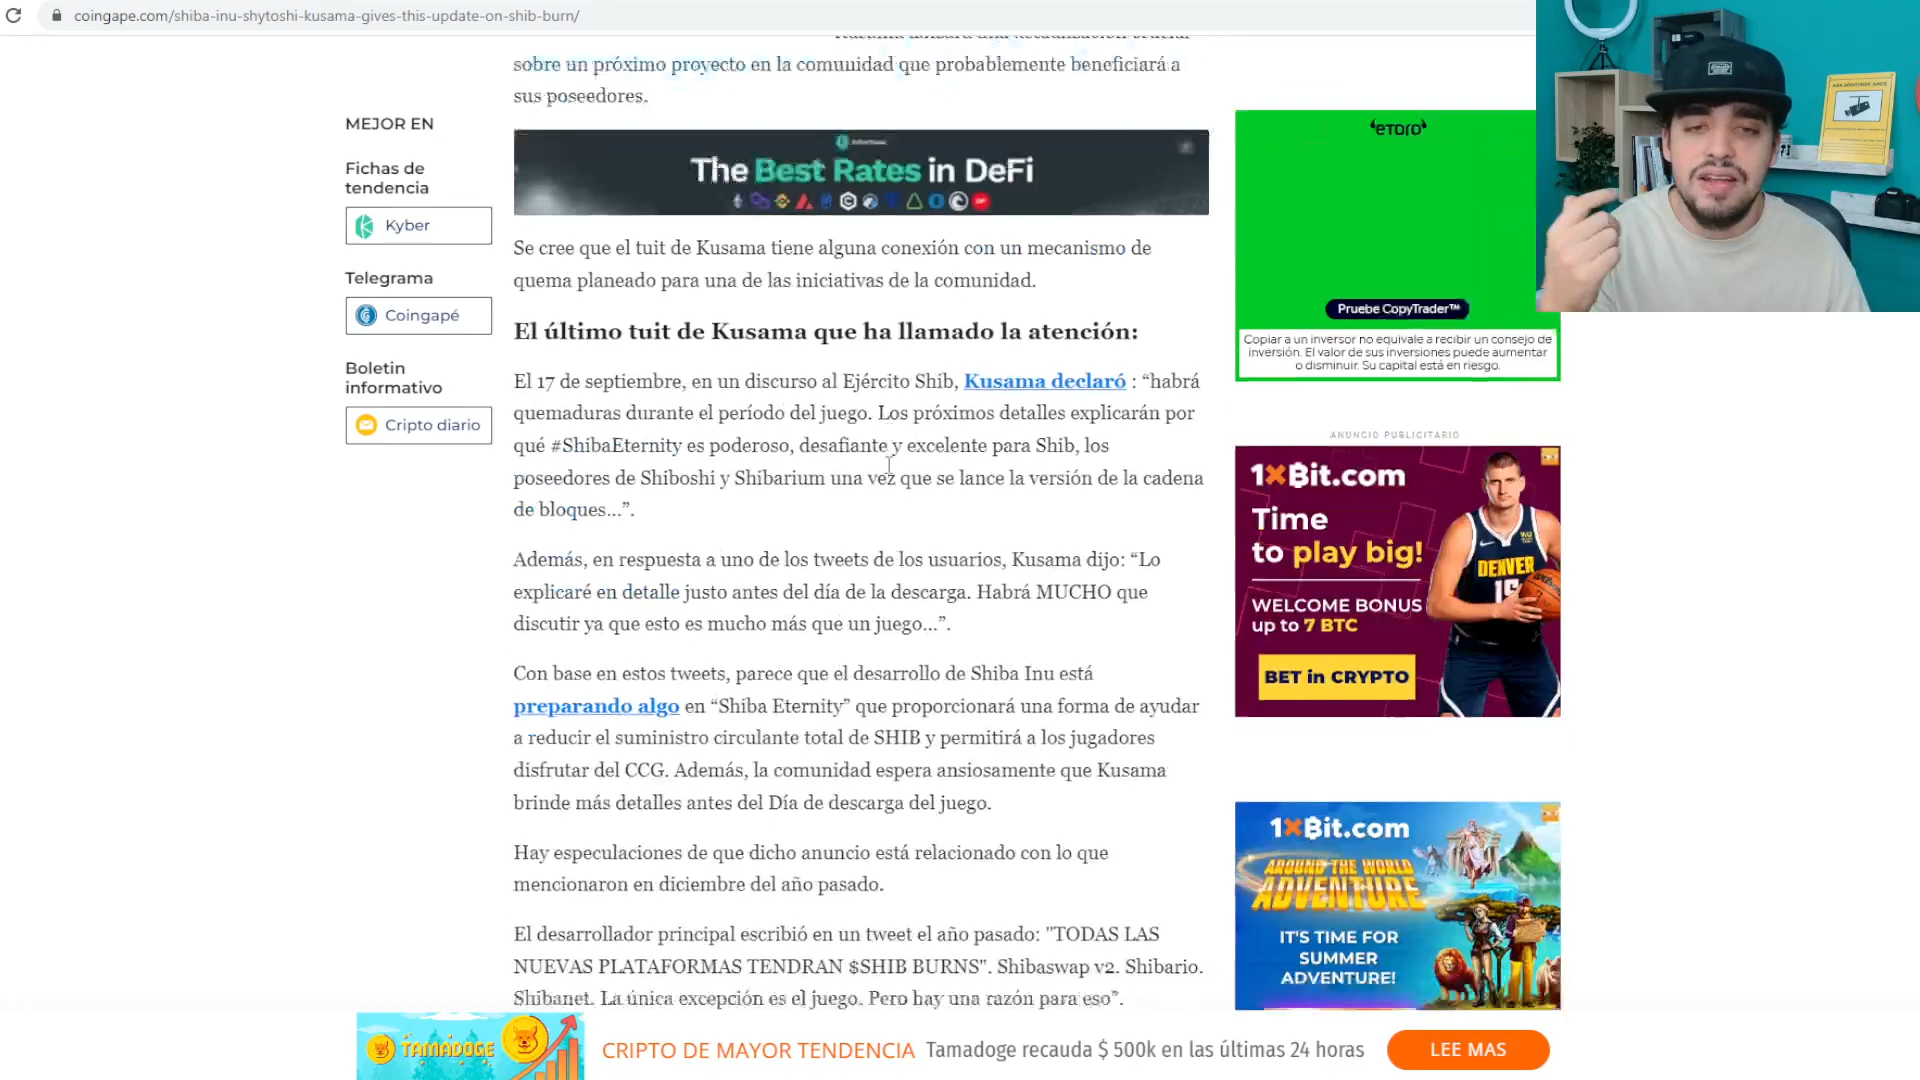 coingape.com/shiba-inu-shytoshi-kusama-gives-this-update-on-shib-burn/
sobre un próximo proyecto en la comunidad que probablemente beneficiará a
sus poseedores.
MEJOR EN
Fichas de
tendencia
Kyber
Telegrama
Coingapé
Boletin
informativo
Cripto diario
The Best Rates in DeFi
Se cree que el tuit de Kusama tiene alguna conexión con un mecanismo de
quema planeado para una de las iniciativas de la comunidad.
El último tuit de Kusama que ha llamado la atención:
El 17 de septiembre, en un discurso al Ejército Shib, Kusama declaró : “habrá
quemaduras durante el período del juego. Los próximos detalles explicarán por
qué #ShibaEternity es poderoso, desafiante y excelente para Shib, los
poseedores de Shiboshi y Shibarium una vez que se lance la versión de la cadena
de bloques...”.
Además, en respuesta a uno de los tweets de los usuarios, Kusama dijo: “Lo
explicaré en detalle justo antes del día de la descarga. Habrá MUCHO que
discutir ya que esto es mucho más que un juego...”.
Con base en estos tweets, parece que el desarrollo de Shiba Inu está
preparando algo en “Shiba Eternity” que proporcionará una forma de ayudar
a reducir el suministro circulante total de SHIB y permitirá a los jugadores
disfrutar del CCG. Además, la comunidad espera ansiosamente que Kusama
brinde más detalles antes del Día de descarga del juego.
Hay especulaciones de que dicho anuncio está relacionado con lo que
mencionaron en diciembre del año pasado.
El desarrollador principal escribió en un tweet el año pasado: "TODAS LAS
NUEVAS PLATAFORMAS TENDRAN $SHIB BURNS". Shibaswap v2. Shibario.
Shibanet. La única excepción es el juego. Pero hay una razón para eso”.
eToro
Pruebe CopyTrader™
Copiar a un inversor no equivale a recibir un consejo de
inversión. El valor de sus inversiones puede aumentar
o disminuir. Su capital está en riesgo.
ANUNCIO PUBLICITARIO
1XBit.com
Time
to play big!
WELCOME BONUS
up to 7 BTC
BET in CRYPTO
DENVER
15
1XBit.com
AROUND THE WORLD
ADVENTURE
IT'S TIME FOR
SUMMER
ADVENTURE!
TAMADOGE
CRIPTO DE MAYOR TENDENCIA Tamadoge recauda $ 500k en las últimas 24 horas
LEE MAS